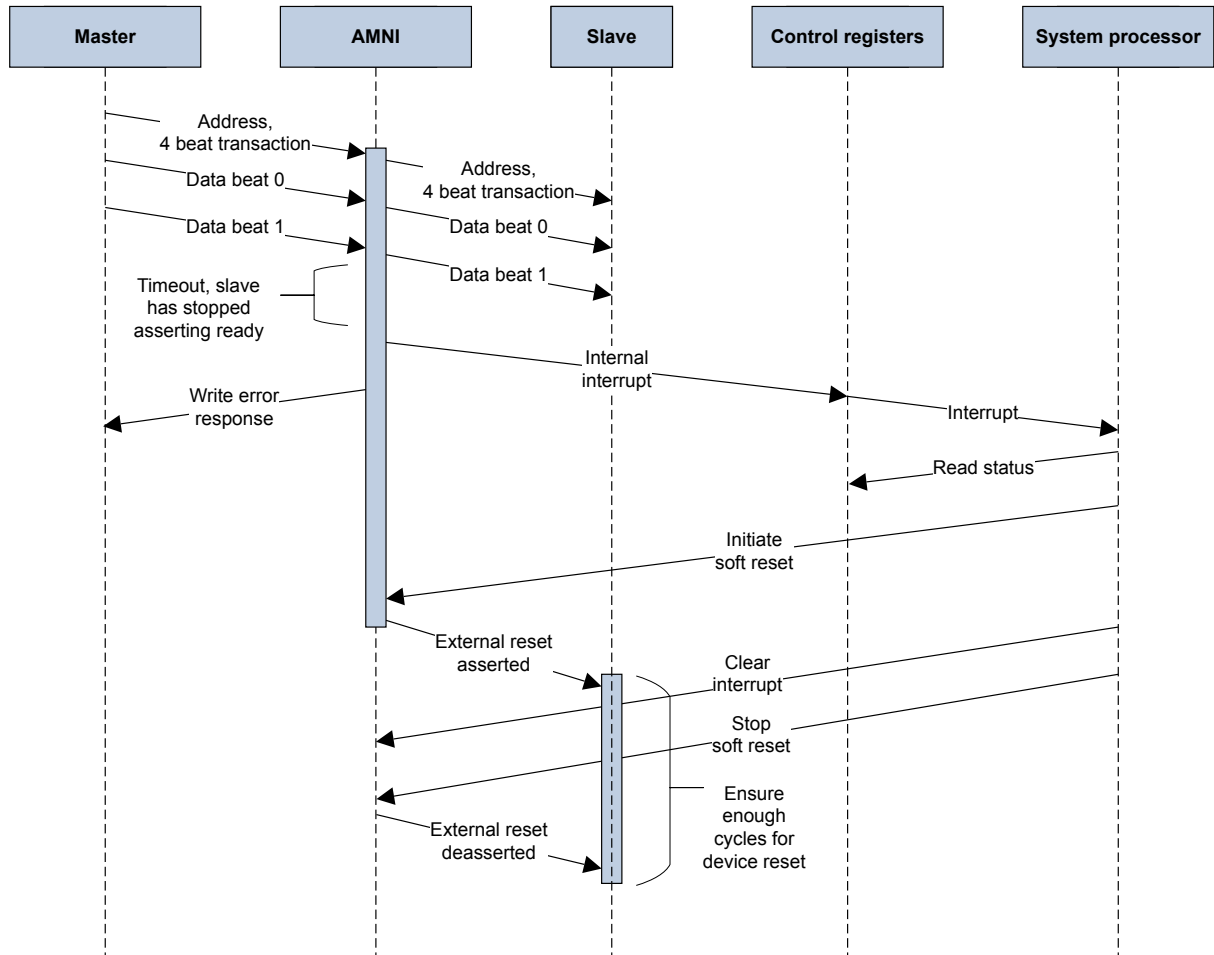 Master
AMNI
Slave
Control registers
System processor
Address,
4 beat transaction
Address,
4 beat transaction
Data beat 0
Data beat 0
Data beat 1
Data beat 1
Timeout, slave
has stopped
asserting ready
Internal
interrupt
Write error
response
Interrupt
Read status
Initiate
soft reset
External reset
asserted
Clear
interrupt
Stop
soft reset
Ensure
enough
cycles for
device reset
External reset
deasserted